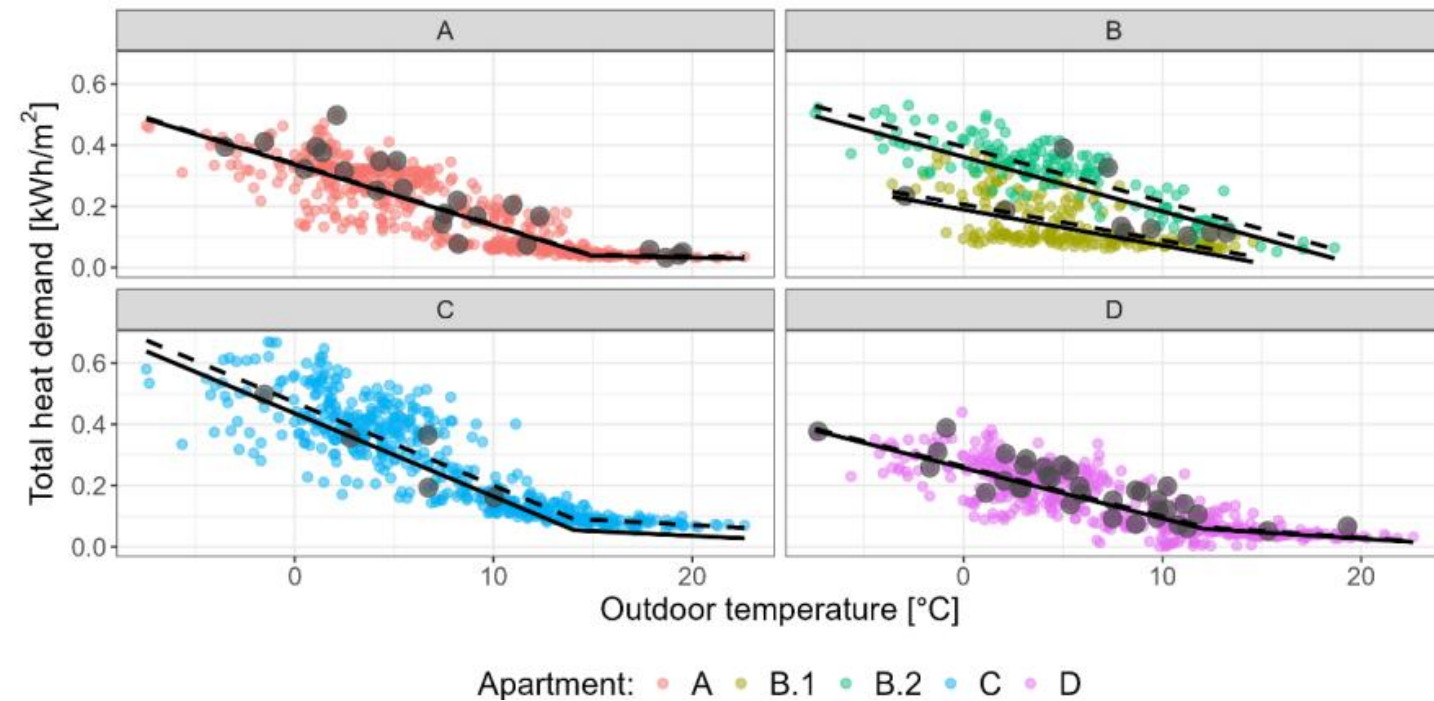 A
B
0.6
0.4
0.2
0.0
C
D
0.6
0.4
0.2
0.0
0 10 20
0 10 20
Total heat demand [kWh/m²]
Outdoor temperature [°C]
Apartment: A B.1 B.2 C D